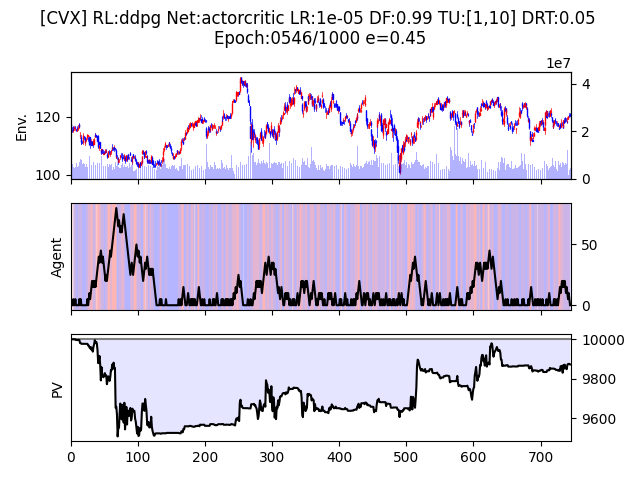 [CVX] RL:ddpg Net:actorcritic LR:1e-05 DF:0.99 TU:[1,10] DRT:0.05
Epoch:0546/1000 e=0.45
1e7
Env.
120
100
4
2
0
Agent
50
0
PV
10000
9800
9600
0 100 200 300 400 500 600 700